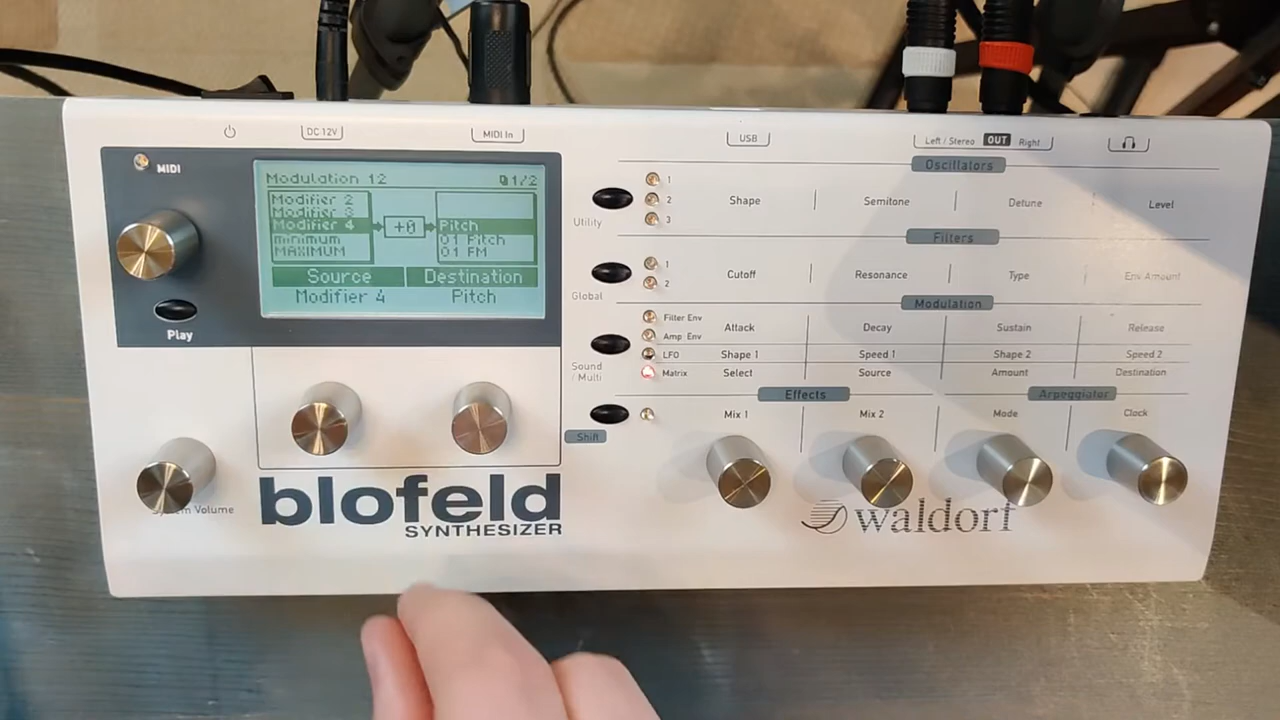 DC 12V
MIDI In
USB
Left / Stereo OUT Right
MIDI
Play
Modulation 12 1/2
Modifier 2
Modifier 3
Modifier 4
minimum
MAXIMUM
+0
Pitch
O1 Pitch
O1 FM
Source Destination
Modifier 4 Pitch
Oscillators
1
2
3
Utility
Shape Semitone Detune Level
Filters
1
2
Global
Cutoff Resonance Type Env Amount
Modulation
Filter Env
Amp Env
Attack Decay Sustain Release
LFO Shape 1 Speed 1 Shape 2 Speed 2
Sound / Multi
Matrix Select Source Amount Destination
Effects Arpeggiator
Mix 1 Mix 2 Mode Clock
Shift
Volume
blofeld
SYNTHESIZER
waldorf